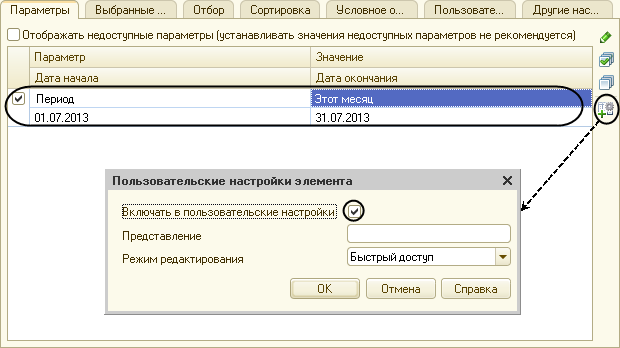 Параметры Выбранные ... Отбор Сортировка Условное о... Пользовате... Другие нас...
Отображать недоступные параметры (устанавливать значения недоступных параметров не рекомендуется)
Параметр Значение
Дата начала Дата окончания
Период Этот месяц
01.07.2013 31.07.2013
Пользовательские настройки элемента
Включать в пользовательские настройки
Представление
Режим редактирования Быстрый доступ
ОК Отмена Справка